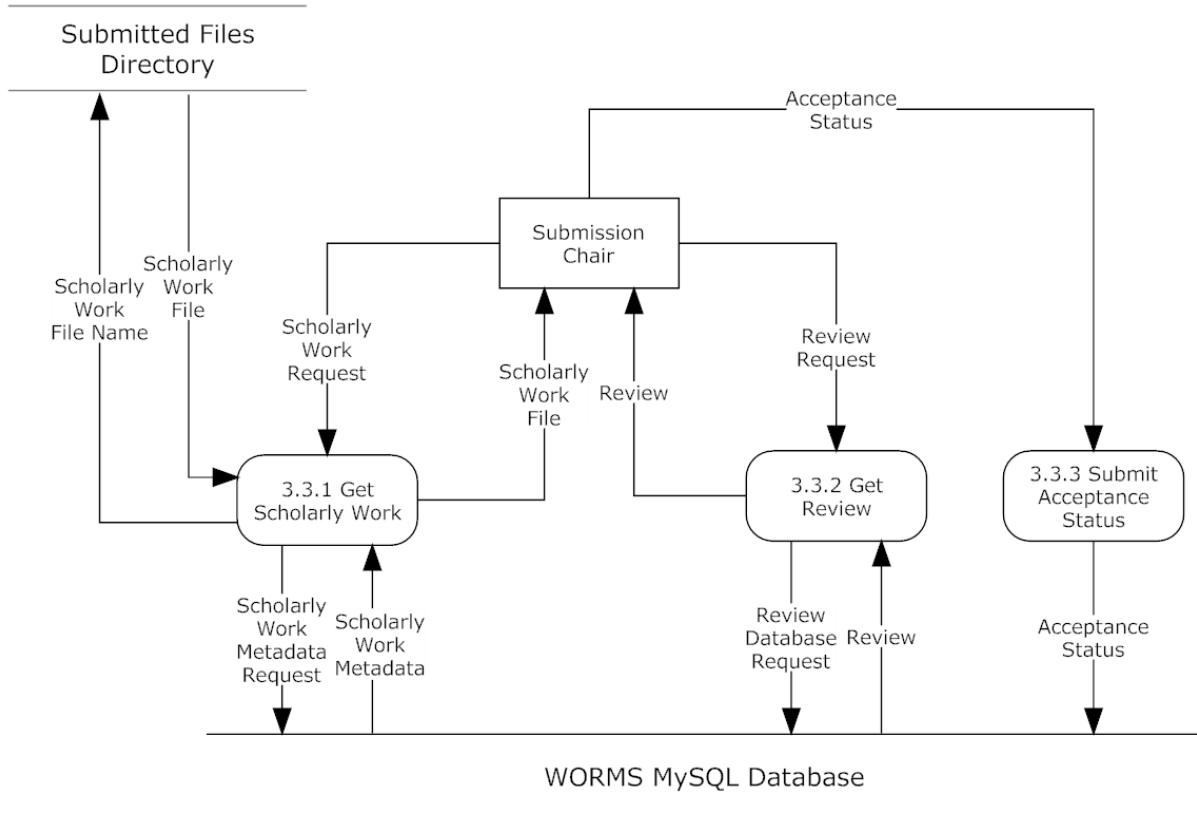 Submitted Files
Directory
Acceptance
Status
Submission
Chair
Scholarly
Work
File
Scholarly
Work
File Name
Scholarly
Work
Request
Scholarly
Work
File
Review
Review
Request
3.3.1 Get
Scholarly Work
3.3.2 Get
Review
3.3.3 Submit
Acceptance
Status
Scholarly
Work
Metadata
Request
Scholarly
Work
Metadata
Review
Database
Request
Review
Acceptance
Status
WORMS MySQL Database